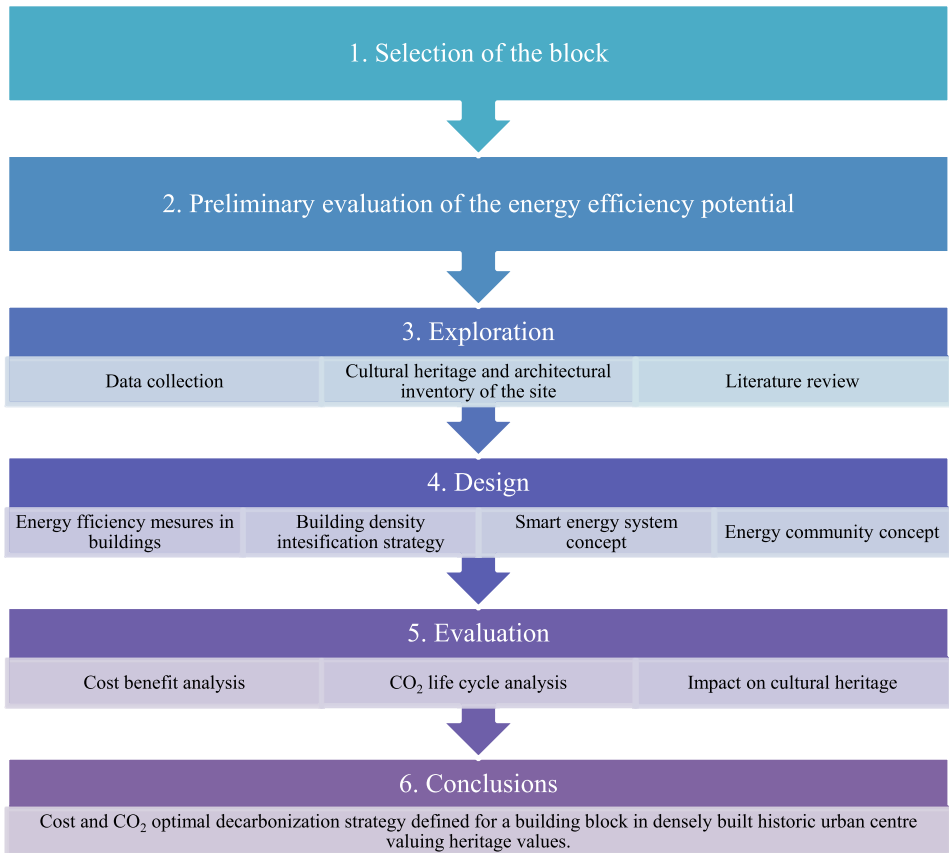 1. Selection of the block
2. Preliminary evaluation of the energy efficiency potential
3. Exploration
Data collection
Cultural heritage and architectural
inventory of the site
Literature review
4. Design
Energy fficiency mesures in
buildings
Building density
intesification strategy
Smart energy system
concept
Energy community concept
5. Evaluation
Cost benefit analysis
CO₂ life cycle analysis
Impact on cultural heritage
6. Conclusions
Cost and CO₂ optimal decarbonization strategy defined for a building block in densely built historic urban centre
valuing heritage values.